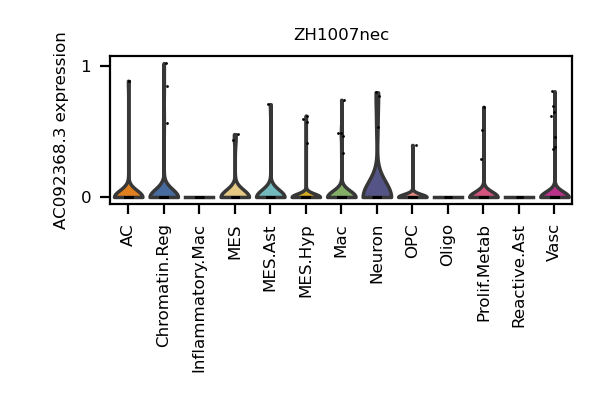 ZH1007nec
AC092368.3 expression
1
0
AC
Chromatin.Reg
Inflammatory.Mac
MES
MES.Ast
MES.Hyp
Mac
Neuron
OPC
Oligo
Prolif.Metab
Reactive.Ast
Vasc